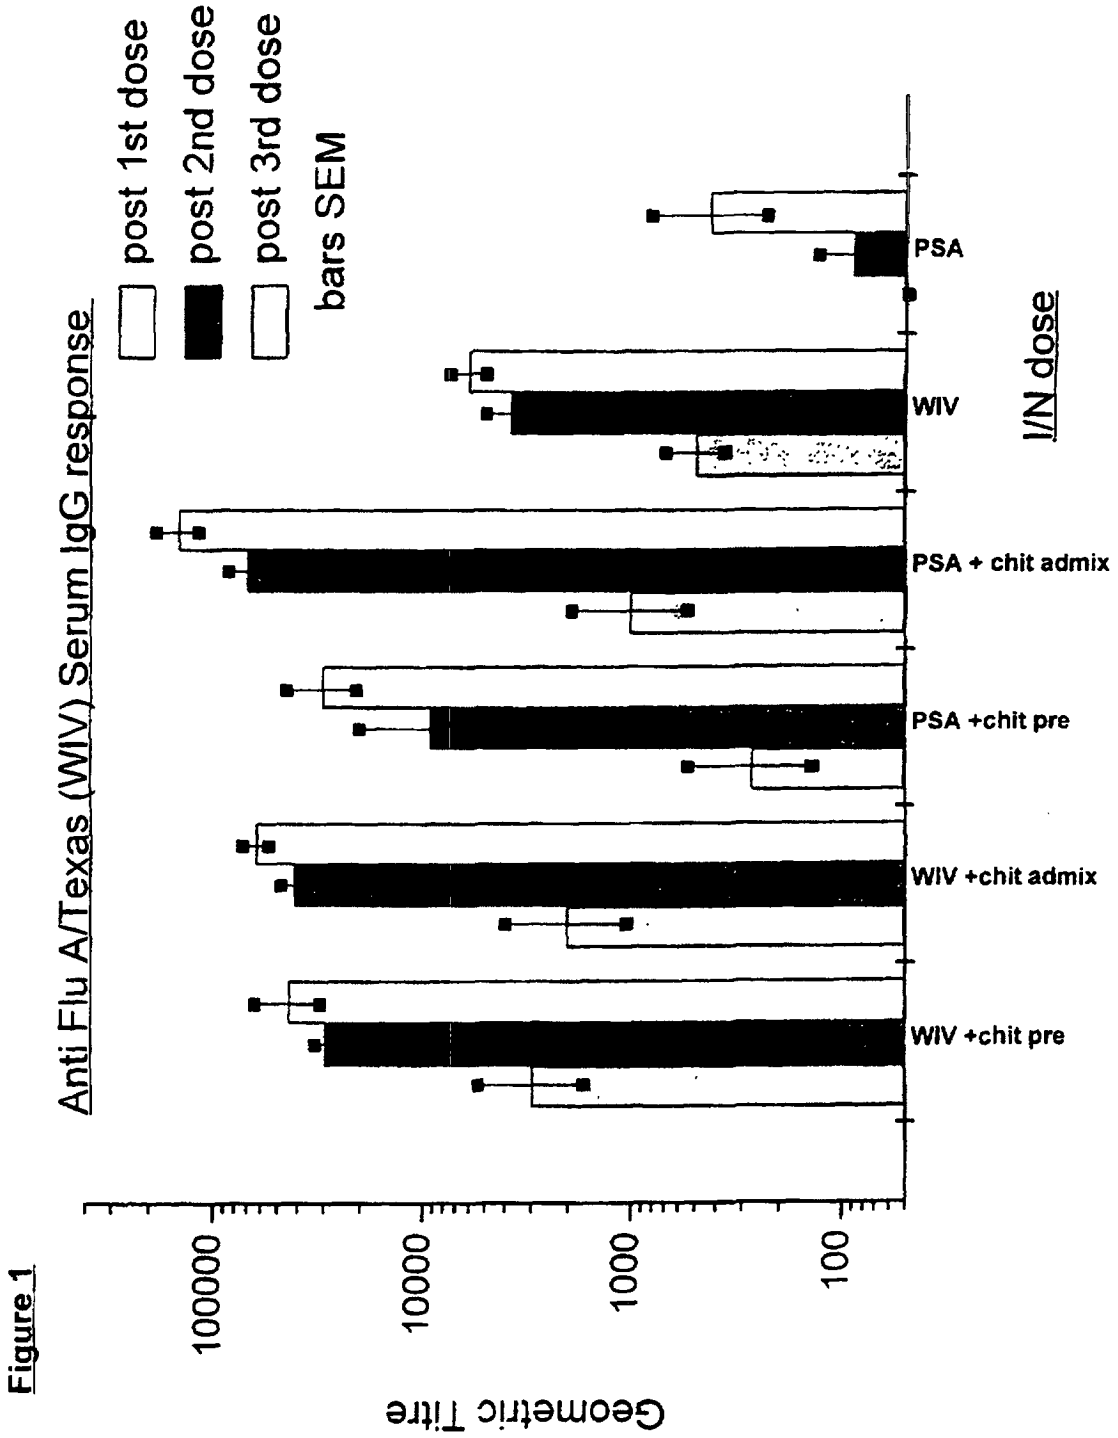 Figure 1
Anti Flu A/Texas (WIV) Serum IgG response
post 1st dose
post 2nd dose
post 3rd dose
bars SEM
Geometric Titre
100000
10000
1000
100
WIV +chit pre
WIV +chit admix
PSA +chit pre
PSA + chit admix
WIV
PSA
I/N dose